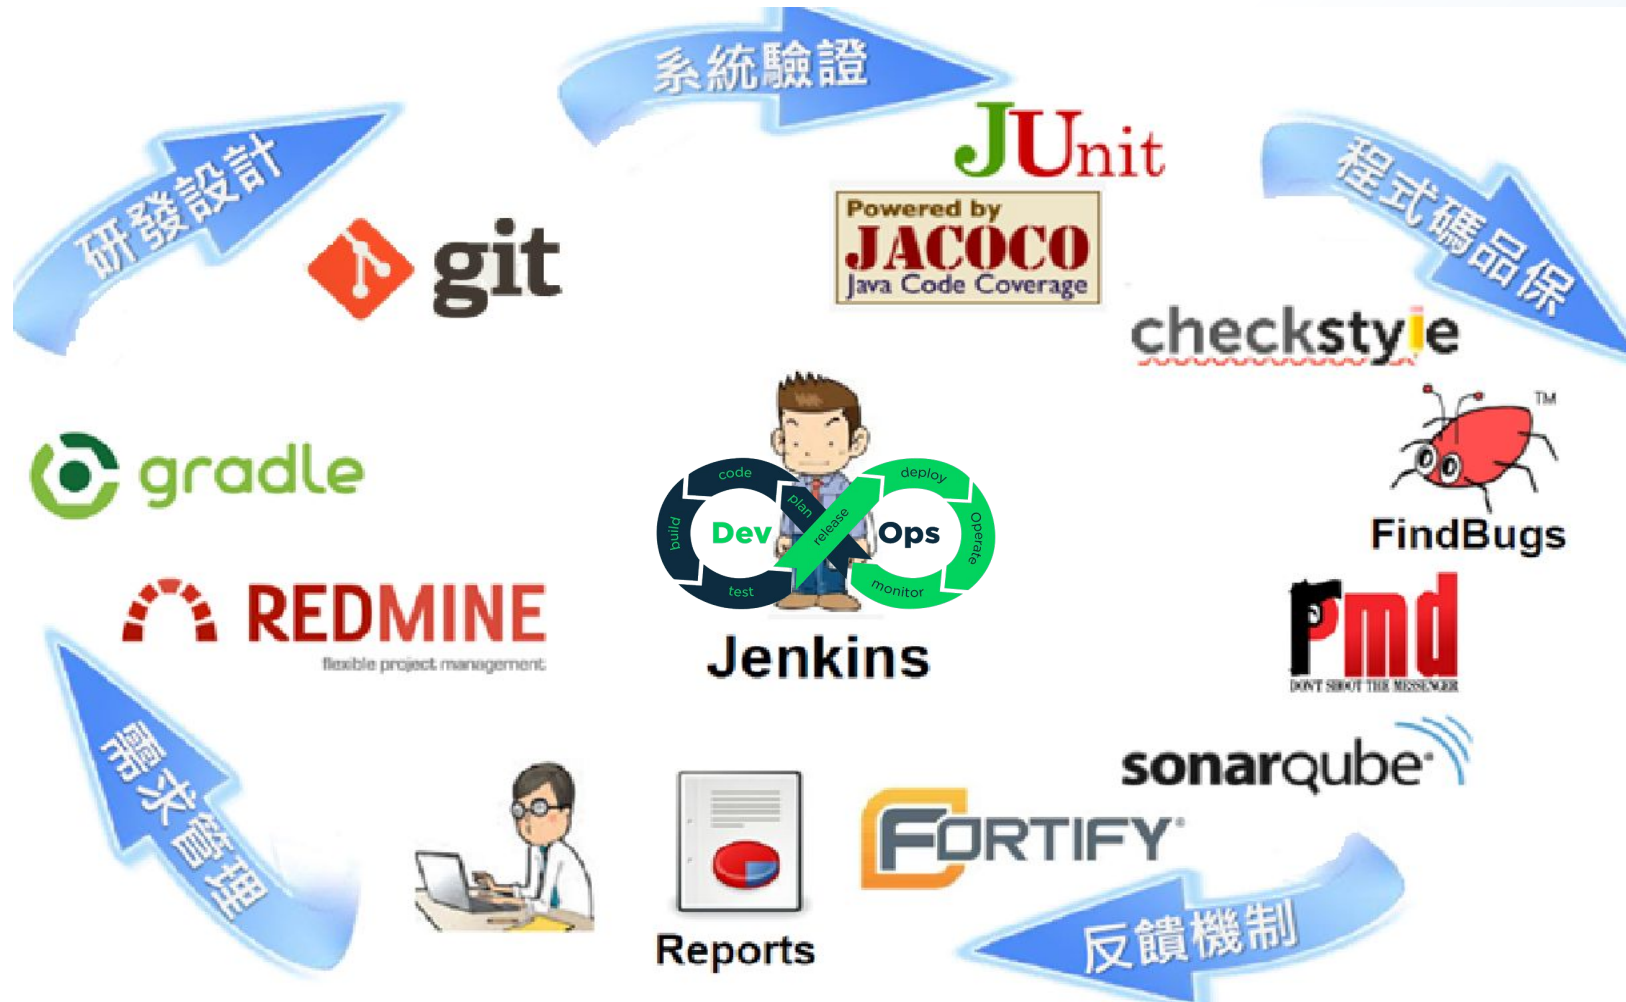 系統驗證
研發設計
程式碼品保
JUnit
git
Powered by
JACOCO
Java Code Coverage
checkstyle
TM
FindBugs
gradle
code
plan
build
Dev
test
release
deploy
Ops
Operate
monitor
Jenkins
REDMINE
flexible project management
pmd
DON'T SHOOT THE MESSENGER
sonarqube
需求管理
FORTIFY®
Reports
反饋機制